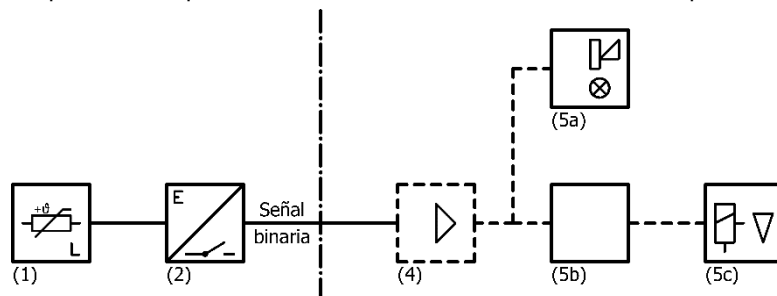 (5a)
+ϑ
L
E
Señal
binaria
(1)
(2)
(4)
(5b)
(5c)